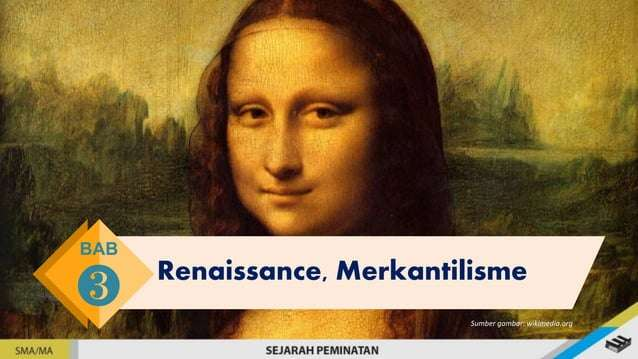 BAB
3
Renaissance, Merkantilisme
Sumber gambar: wikimedia.org
SMA/MA
SEJARAH PEMINATAN